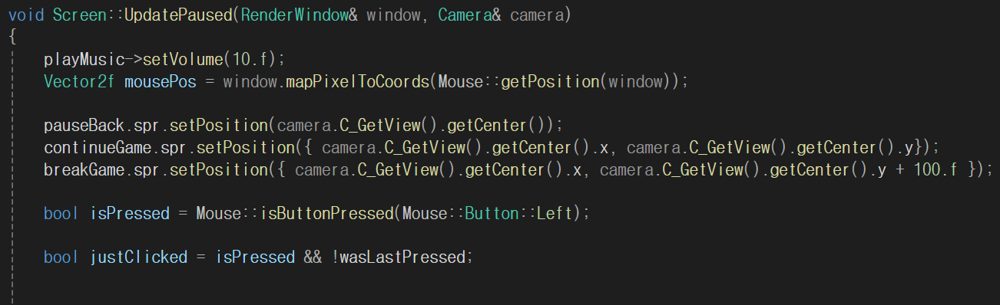 void Screen::UpdatePaused(RenderWindow& window, Camera& camera)
{
playMusic->setVolume(10.f);
Vector2f mousePos = window.mapPixelToCoords(Mouse::getPosition(window));
pauseBack.spr.setPosition(camera.C_GetView().getCenter());
continueGame.spr.setPosition({ camera.C_GetView().getCenter().x, camera.C_GetView().getCenter().y});
breakGame.spr.setPosition({ camera.C_GetView().getCenter().x, camera.C_GetView().getCenter().y + 100.f });
bool isPressed = Mouse::isButtonPressed(Mouse::Button::Left);
bool justClicked = isPressed && !wasLastPressed;